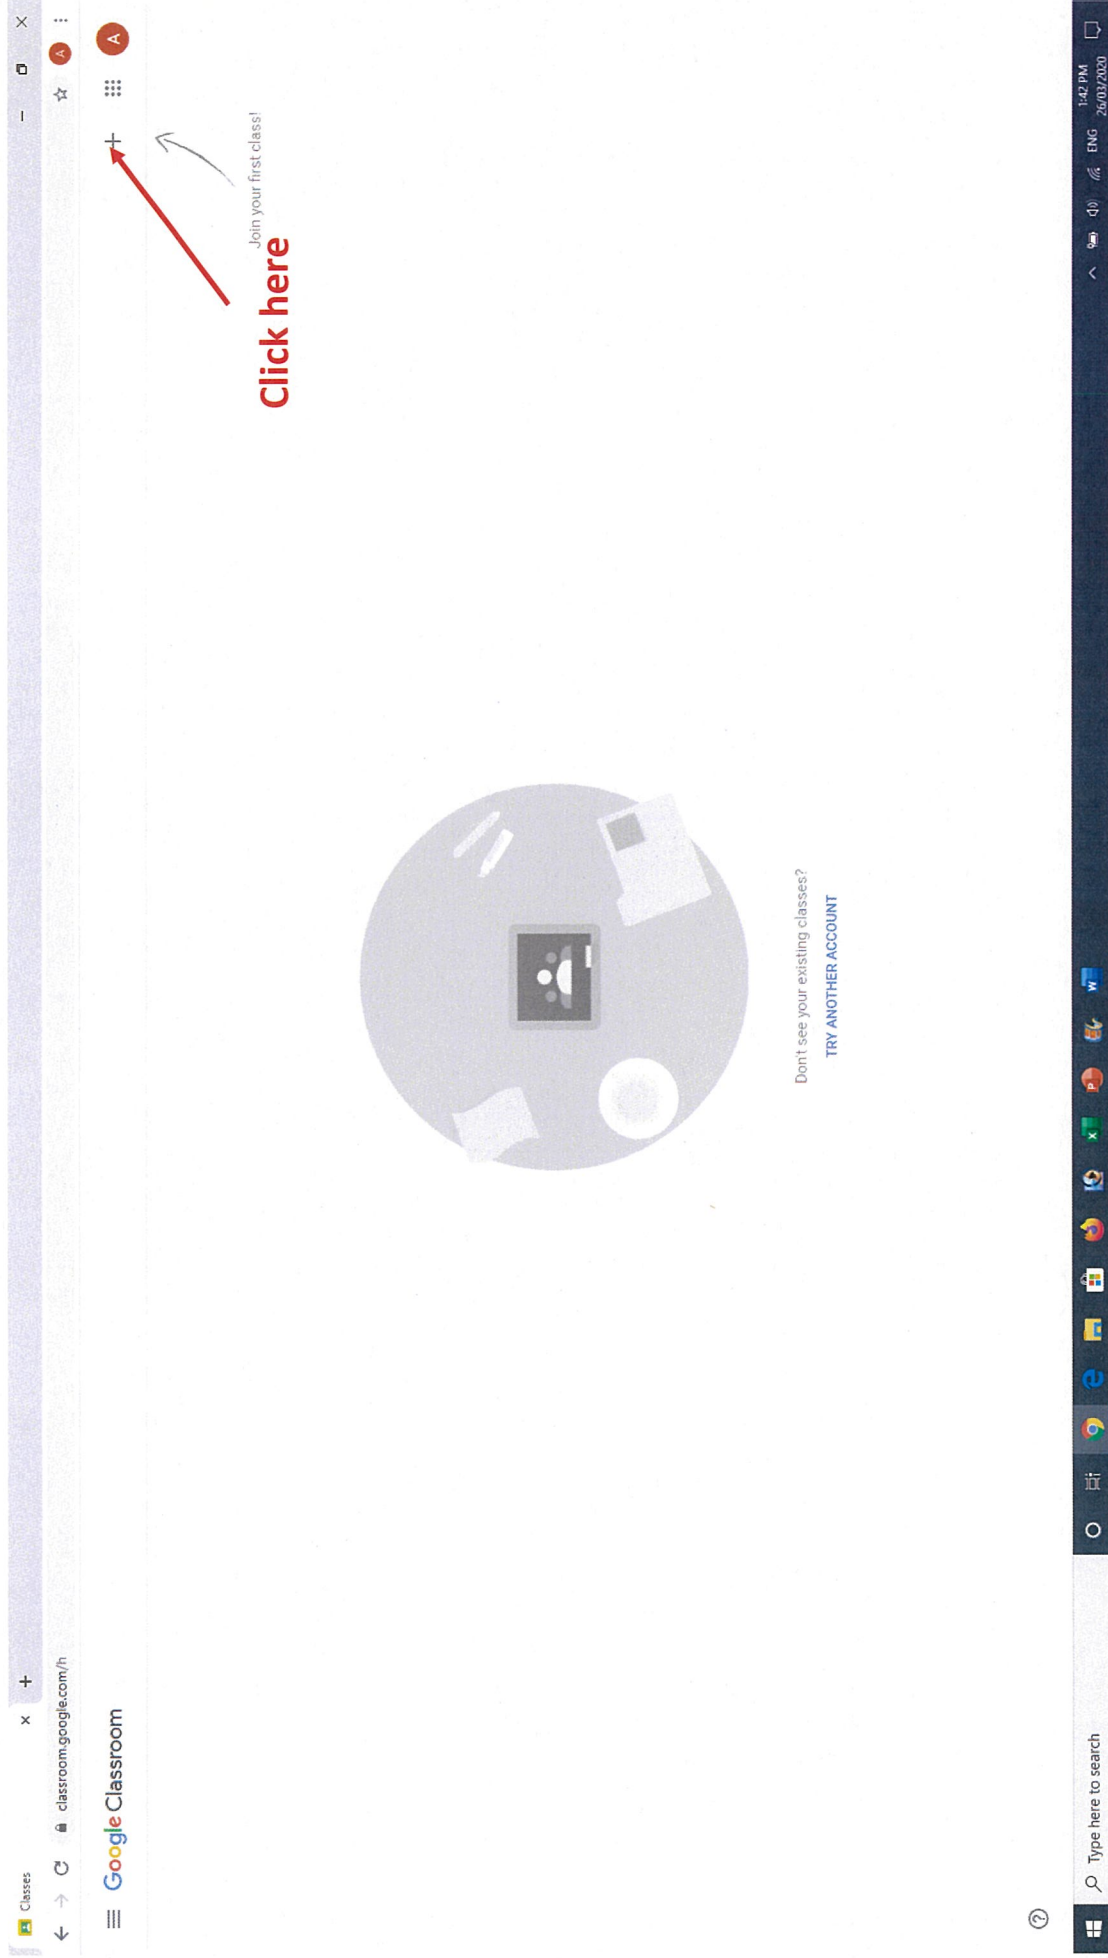 Classes
classroom.google.com/h
A
Google Classroom
A
Join your first class!
Click here
Don't see your existing classes?
TRY ANOTHER ACCOUNT
Type here to search
ENG
1:42 PM
26/03/2020